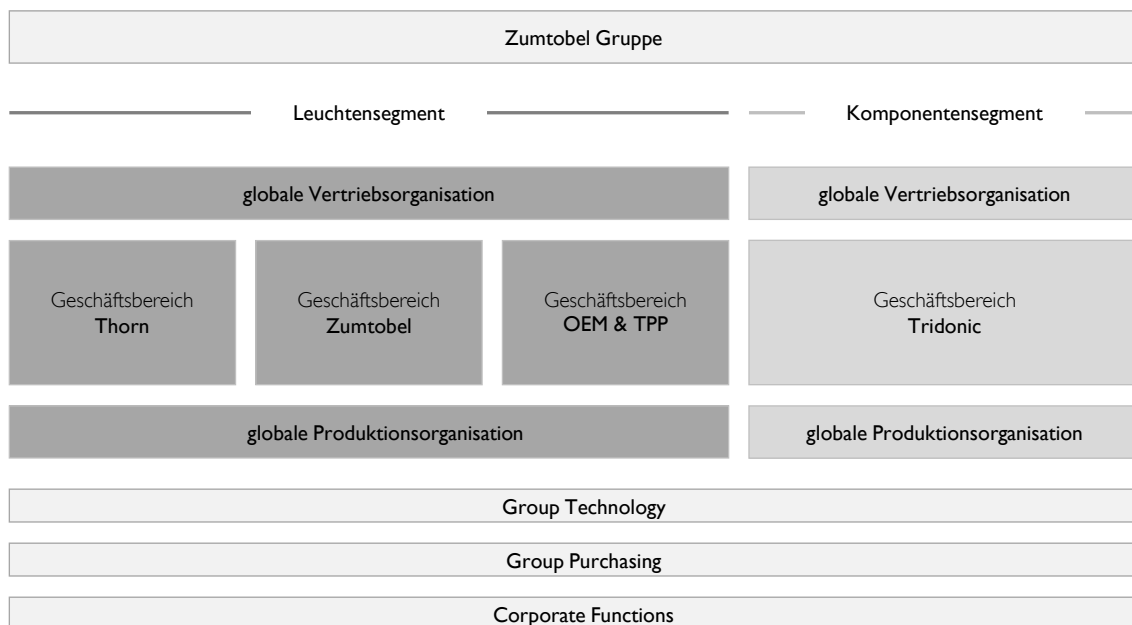 Zumtobel Gruppe
Leuchtensegment
Komponentensegment
globale Vertriebsorganisation
globale Vertriebsorganisation
Geschäftsbereich
Thorn
Geschäftsbereich
Zumtobel
Geschäftsbereich
OEM & TPP
Geschäftsbereich
Tridonic
globale Produktionsorganisation
globale Produktionsorganisation
Group Technology
Group Purchasing
Corporate Functions